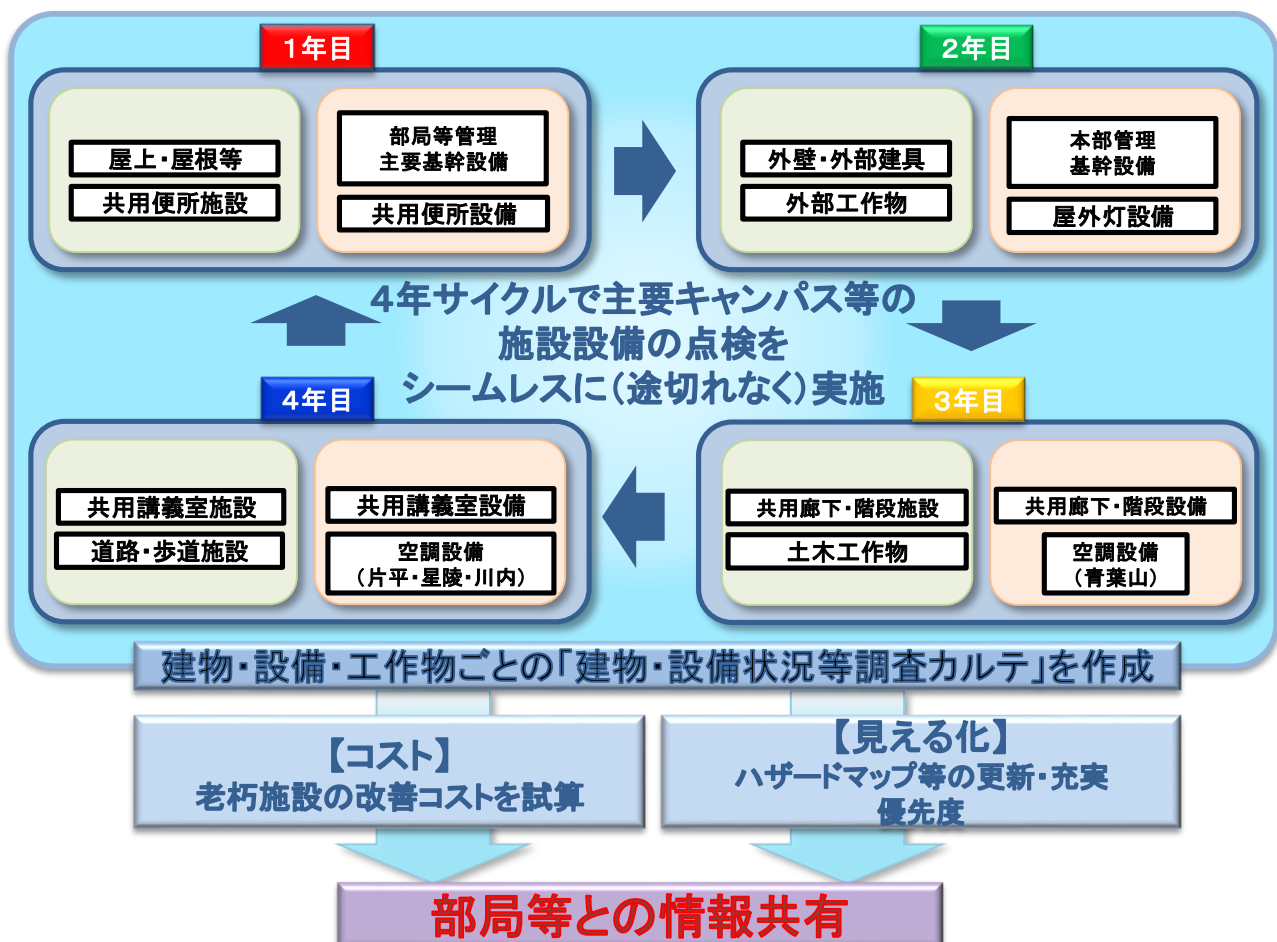 1年目
屋上・屋根等
共用便所施設
部局等管理
主要基幹設備
共用便所設備
2年目
外壁・外部建具
外部工作物
本部管理
基幹設備
屋外灯設備
4年サイクルで主要キャンパス等の
施設設備の点検を
シームレスに(途切れなく)実施
4年目
共用講義室施設
道路・歩道施設
共用講義室設備
空調設備
(片平・星陵・川内)
3年目
共用廊下・階段施設
土木工作物
共用廊下・階段設備
空調設備
(青葉山)
建物・設備・工作物ごとの「建物・設備状況等調査カルテ」を作成
【コスト】
老朽施設の改善コストを試算
【見える化】
ハザードマップ等の更新・充実
優先度
部局等との情報共有